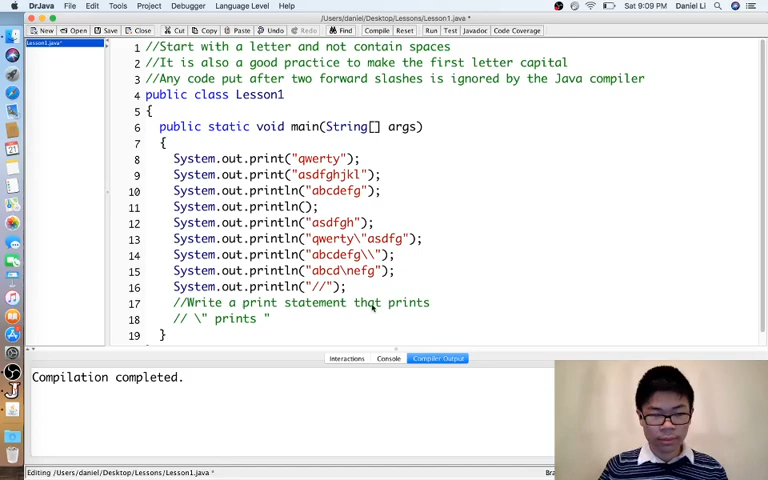 DrJava File Edit Tools Project Debugger Language Level Help Sat 9:09 PM Daniel Li
/Users/daniel/Desktop/Lessons/Lesson1.java *
New Open Save Close Cut Copy Paste Undo Redo Find Compile Reset Run Test Javadoc Code Coverage
Lesson1.java*
1 //Start with a letter and not contain spaces
2 //It is also a good practice to make the first letter capital
3 //Any code put after two forward slashes is ignored by the Java compiler
4 public class Lesson1
5 {
6 public static void main(String[] args)
7 {
8 System.out.print("qwerty");
9 System.out.print("asdfghjkl");
10 System.out.println("abcdefg");
11 System.out.println();
12 System.out.println("asdfgh");
13 System.out.println("qwerty\"asdfg");
14 System.out.println("abcdefg\\");
15 System.out.println("abcd\nefg");
16 System.out.println("//");
17 //Write a print statement that prints
18 // \" prints "
19 }
Interactions Console Compiler Output
Compilation completed.
Editing /Users/daniel/Desktop/Lessons/Lesson1.java *